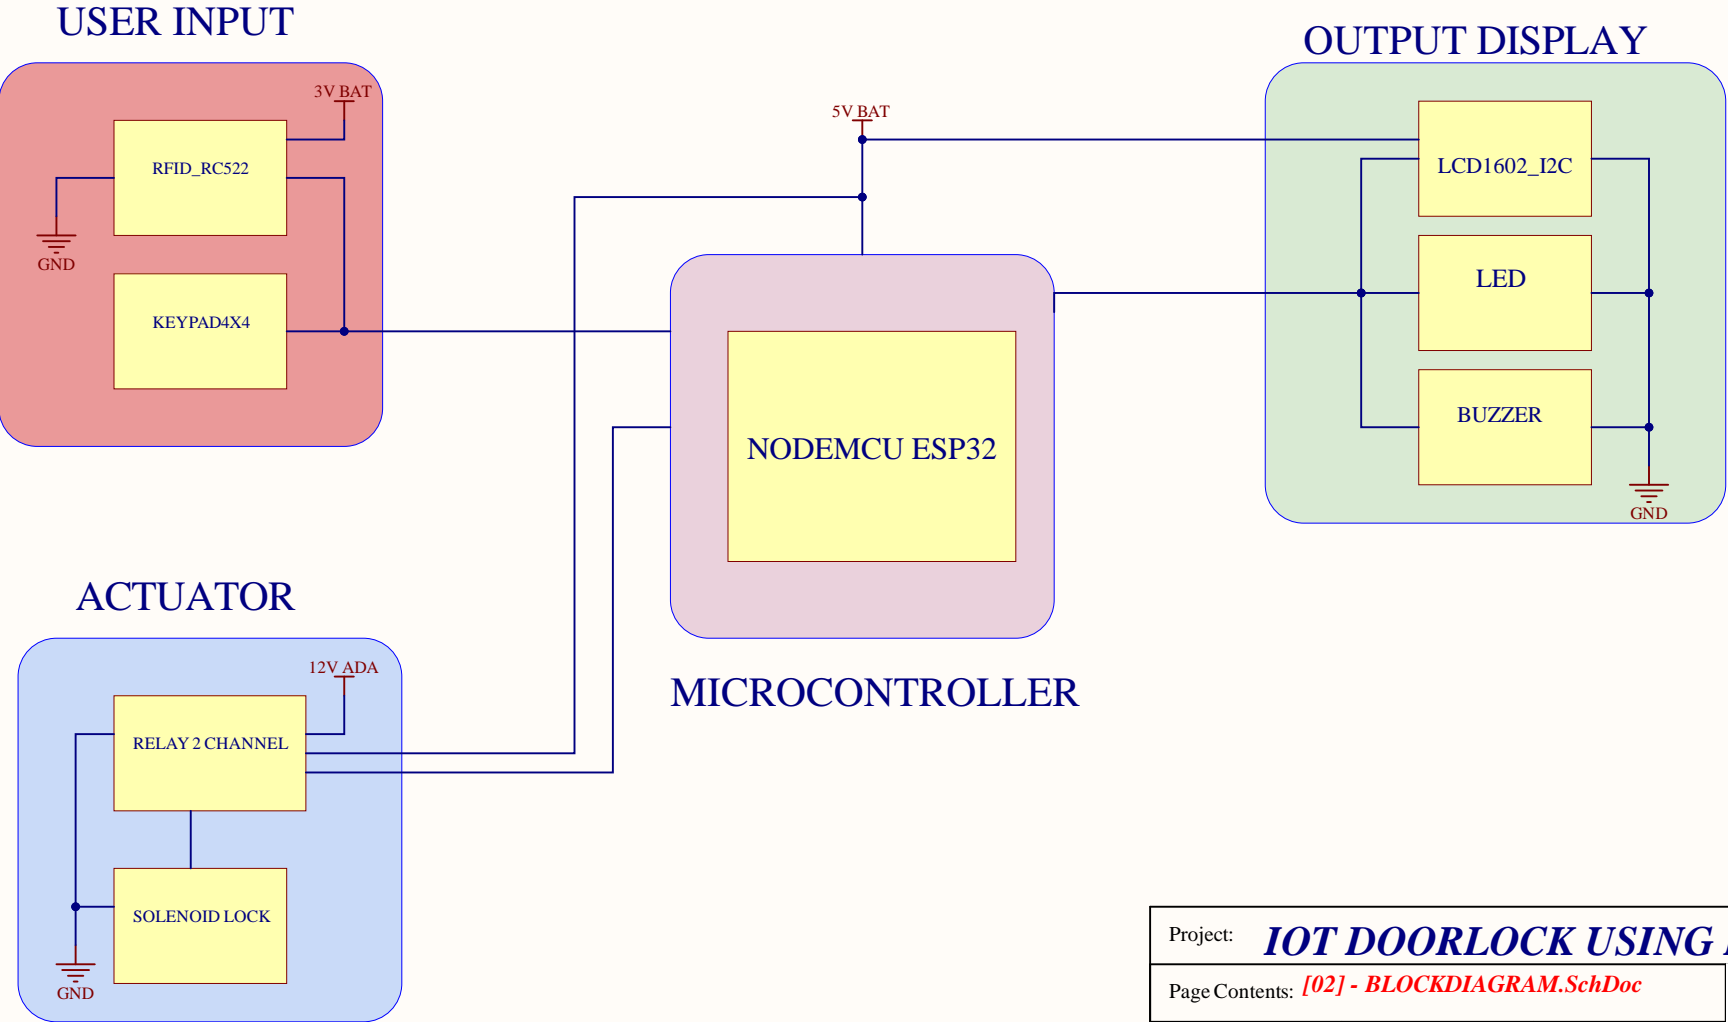 USER INPUT
3V BAT
RFID_RC522
GND
KEYPAD4X4
5V BAT
OUTPUT DISPLAY
LCD1602_I2C
LED
BUZZER
GND
NODEMCU ESP32
MICROCONTROLLER
ACTUATOR
12V ADA
RELAY 2 CHANNEL
SOLENOID LOCK
GND
Project: IOT DOORLOCK USING
Page Contents: [02] - BLOCKDIAGRAM.SchDoc